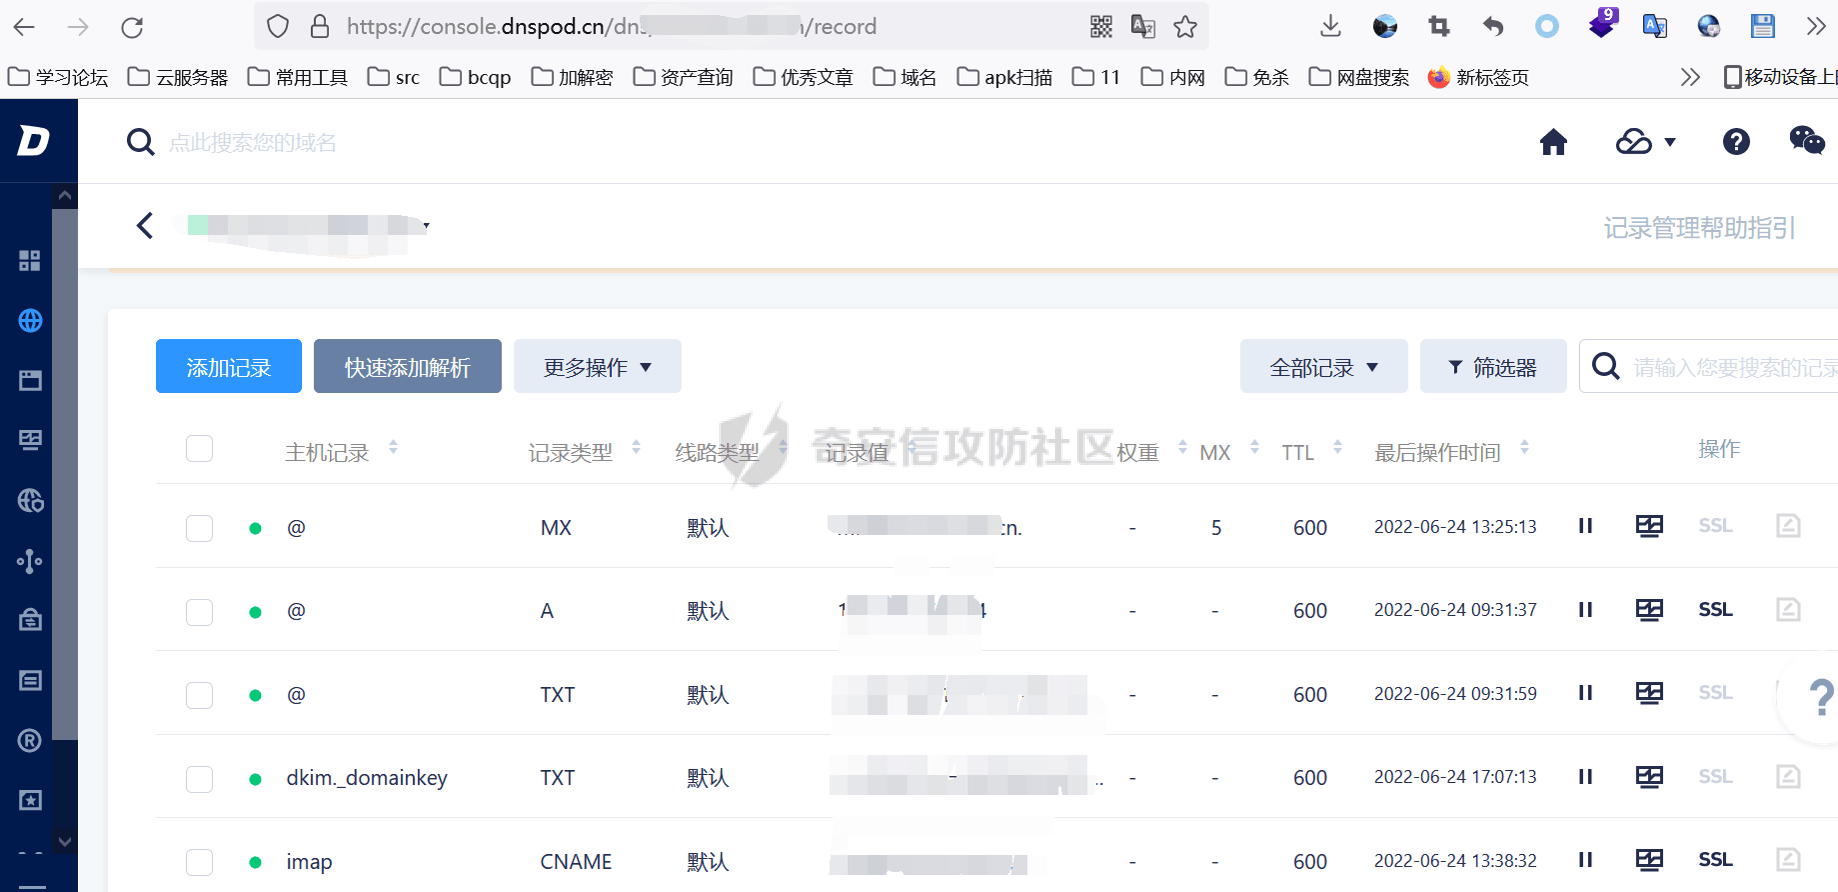 https://console.dnspod.cn/dns /record
9
学习论坛 云服务器 常用工具 src bcqp 加解密 资产查询 优秀文章 域名 apk扫描 11 内网 免杀 网盘搜索 新标签页 移动设备上
点此搜索您的域名
记录管理帮助指引
添加记录 快速添加解析 更多操作 全部记录 筛选器 请输入您要搜索的记录
主机记录 记录类型 线路类型 记录值 权重 MX TTL 最后操作时间 操作
奇安信攻防社区
@ MX 默认 cn. - 5 600 2022-06-24 13:25:13 SSL
@ A 默认 - - 600 2022-06-24 09:31:37 SSL
@ TXT 默认 - - 600 2022-06-24 09:31:59 SSL
dkim._domainkey TXT 默认 .. - - 600 2022-06-24 17:07:13 SSL
imap CNAME 默认 - - 600 2022-06-24 13:38:32 SSL